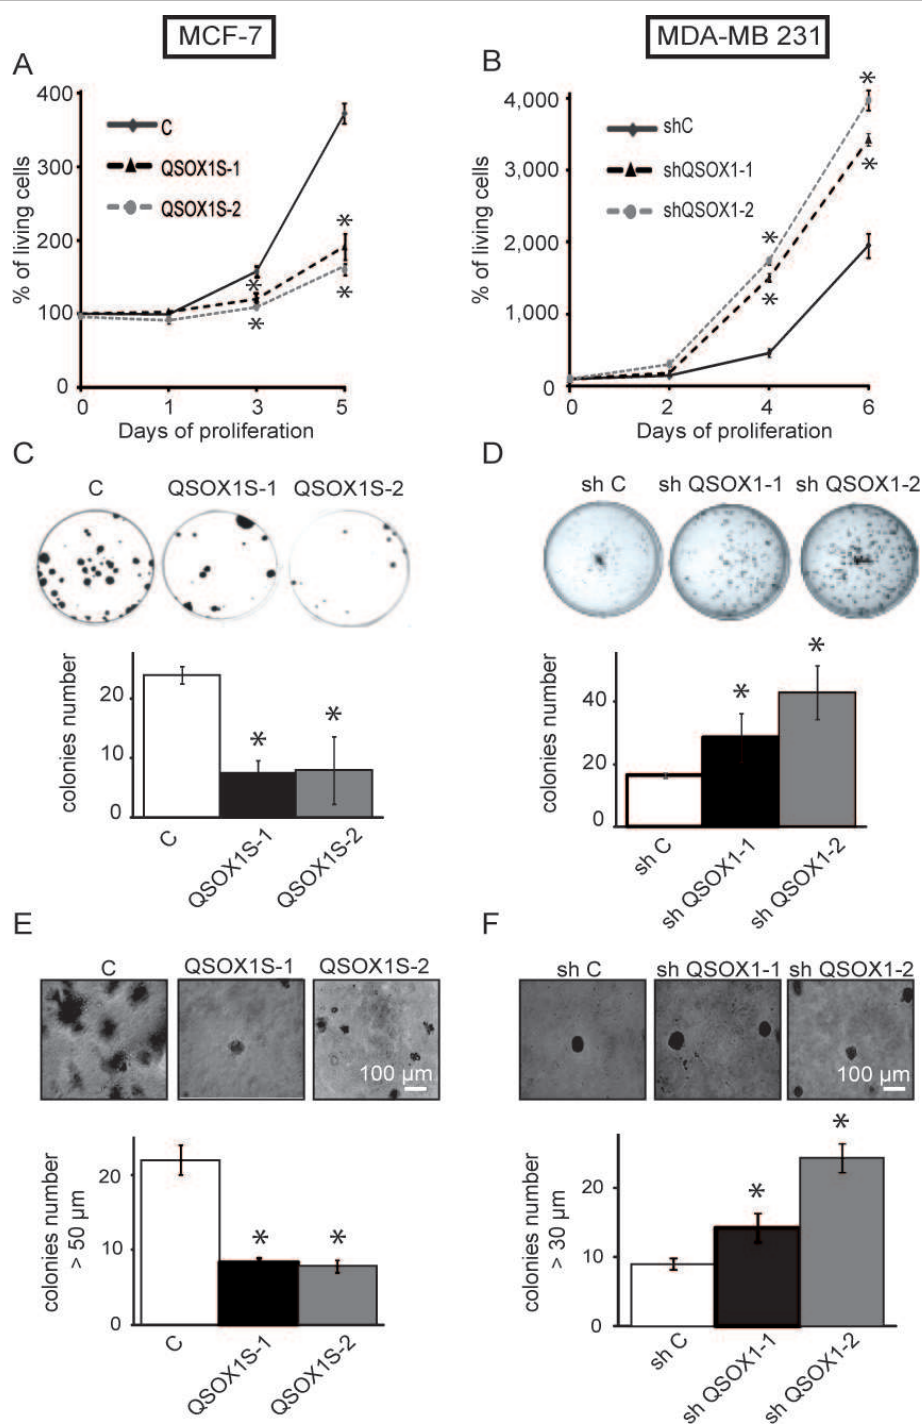 MCF-7
MDA-MB 231
A
B
% of living cells
400
300
200
100
0
C
QSOX1S-1
QSOX1S-2
*
*
*
*
0 1 3 5
Days of proliferation
% of living cells
4,000
3,000
2,000
1,000
0
shC
shQSOX1-1
shQSOX1-2
*
*
*
*
0 2 4 6
Days of proliferation
C
D
C QSOX1S-1 QSOX1S-2
colonies number
20
10
0
*
*
C
QSOX1S-1
QSOX1S-2
sh C sh QSOX1-1 sh QSOX1-2
colonies number
40
20
0
*
*
sh C
sh QSOX1-1
sh QSOX1-2
E
F
C QSOX1S-1 QSOX1S-2
100 µm
colonies number
> 50 µm
20
10
0
*
*
C
QSOX1S-1
QSOX1S-2
sh C sh QSOX1-1 sh QSOX1-2
100 µm
colonies number
> 30 µm
20
10
0
*
*
sh C
sh QSOX1-1
sh QSOX1-2